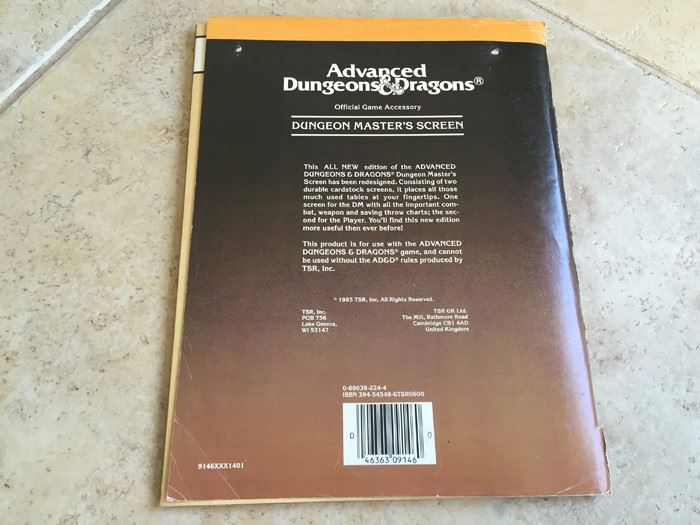 Advanced
Dungeons & Dragons®
Official Game Accessory
DUNGEON MASTER'S SCREEN
This ALL NEW edition of the ADVANCED
DUNGEONS & DRAGONS® Dungeon Master's
Screen has been redesigned. Consisting of two
durable cardstock screens, it places all those
much used tables at your fingertips. One
screen for the DM with all the important com-
bat, weapon and saving throw charts; the sec-
ond for the Player. You'll find this new edition
more useful then ever before!
This product is for use with the ADVANCED
DUNGEONS & DRAGONS® game, and cannot
be used without the AD&D® rules produced by
TSR, Inc.
© 1985 TSR, Inc. All Rights Reserved.
TSR, Inc.
POB 756
Lake Geneva,
WI 53147
TSR UK Ltd.
The Mill, Rathmore Road
Cambridge CB1 4AD
United Kingdom
0-88038-224-4
ISBN 394-54548-6TSR0600
0 46363 09146 0
9146XXX1401